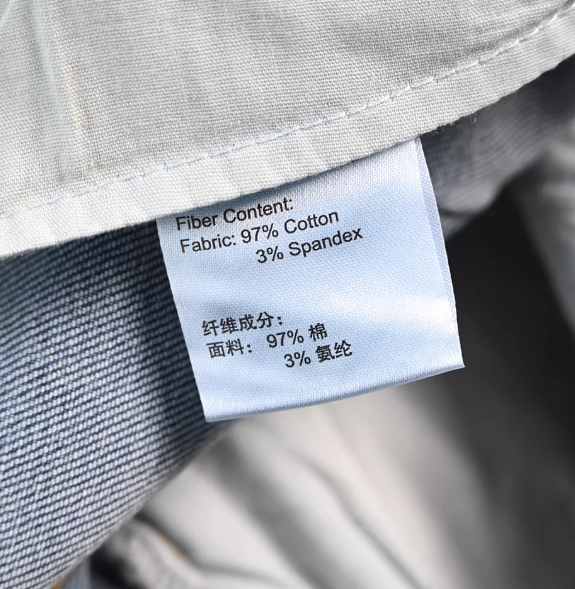 Fiber Content:
Fabric: 97% Cotton
3% Spandex
纤维成分：
面料： 97% 棉
3% 氨纶